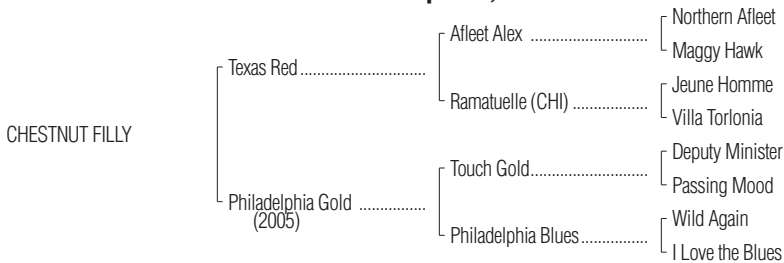 Northern Afleet
Afleet Alex
Maggy Hawk
Texas Red
Jeune Homme
Ramatuelle (CHI)
Villa Torlonia
CHESTNUT FILLY
Deputy Minister
Touch Gold
Passing Mood
Philadelphia Gold
(2005)
Wild Again
Philadelphia Blues
I Love the Blues